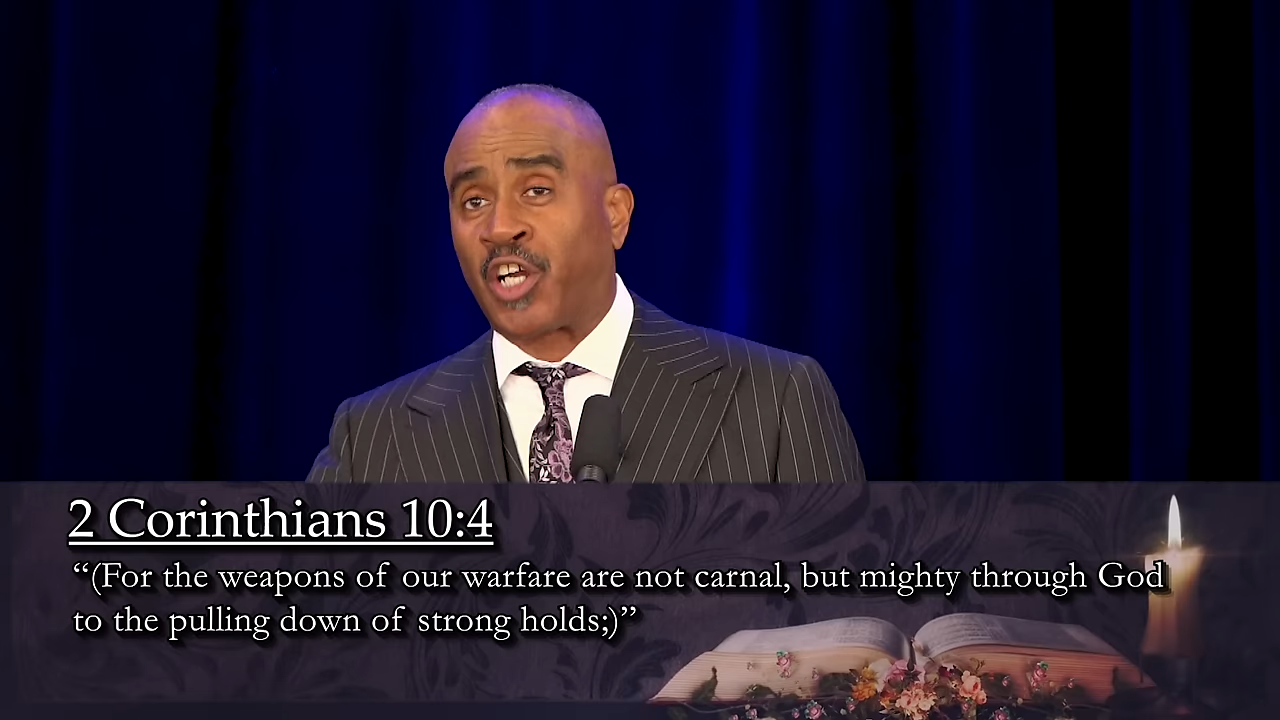 2 Corinthians 10:4
“(For the weapons of our warfare are not carnal, but mighty through God
to the pulling down of strong holds;)”